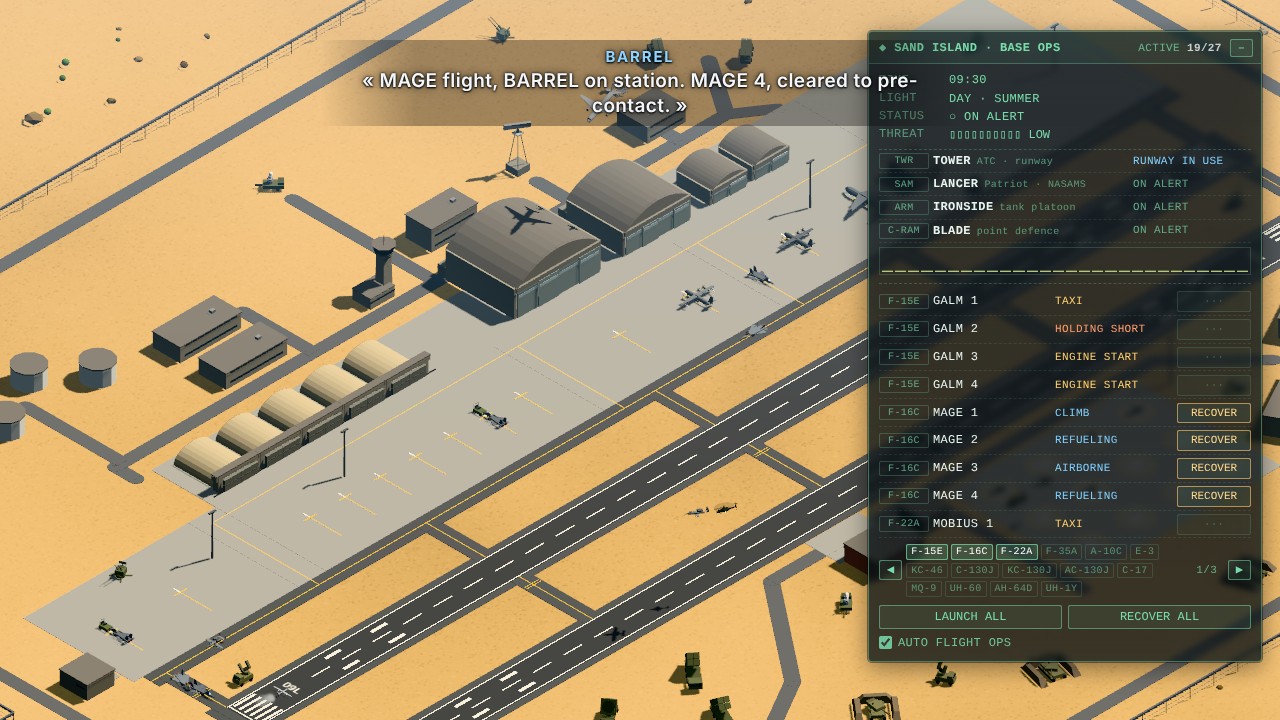 BARREL
« MAGE flight, BARREL on station. MAGE 4, cleared to pre-
contact. »
◆ SAND ISLAND · BASE OPS ACTIVE 19/27 −
09:30
LIGHT DAY · SUMMER
STATUS ○ ON ALERT
THREAT ▯▯▯▯▯▯▯▯▯▯ LOW
TWR TOWER ATC · runway RUNWAY IN USE
SAM LANCER Patriot · NASAMS ON ALERT
ARM IRONSIDE tank platoon ON ALERT
C-RAM BLADE point defence ON ALERT
F-15E GALM 1 TAXI ···
F-15E GALM 2 HOLDING SHORT ···
F-15E GALM 3 ENGINE START ···
F-15E GALM 4 ENGINE START ···
F-16C MAGE 1 CLIMB RECOVER
F-16C MAGE 2 REFUELING RECOVER
F-16C MAGE 3 AIRBORNE RECOVER
F-16C MAGE 4 REFUELING RECOVER
F-22A MOBIUS 1 TAXI ···
F-15E F-16C F-22A F-35A A-10C E-3
◀ KC-46 C-130J KC-130J AC-130J C-17 1/3 ▶
MQ-9 UH-60 AH-64D UH-1Y
LAUNCH ALL RECOVER ALL
AUTO FLIGHT OPS